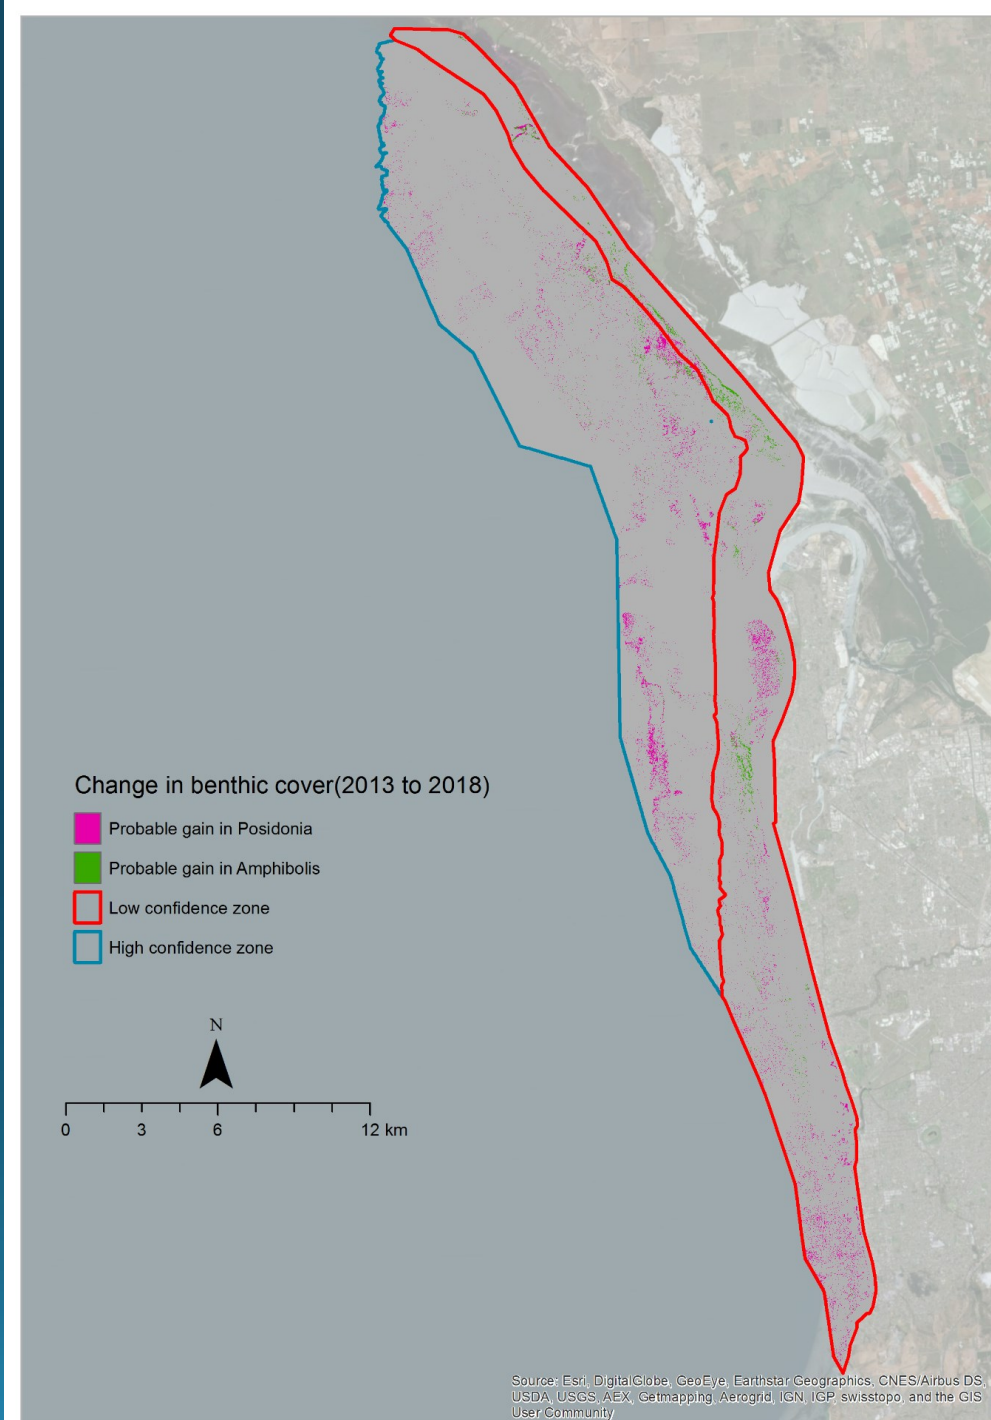 Change in benthic cover(2013 to 2018)
Probable gain in Posidonia
Probable gain in Amphibolis
Low confidence zone
High confidence zone
N
0 3 6 12 km
Source: Esri, DigitalGlobe, GeoEye, Earthstar Geographics, CNES/Airbus DS,
USDA, USGS, AEX, Getmapping, Aerogrid, IGN, IGP, swisstopo, and the GIS
User Community